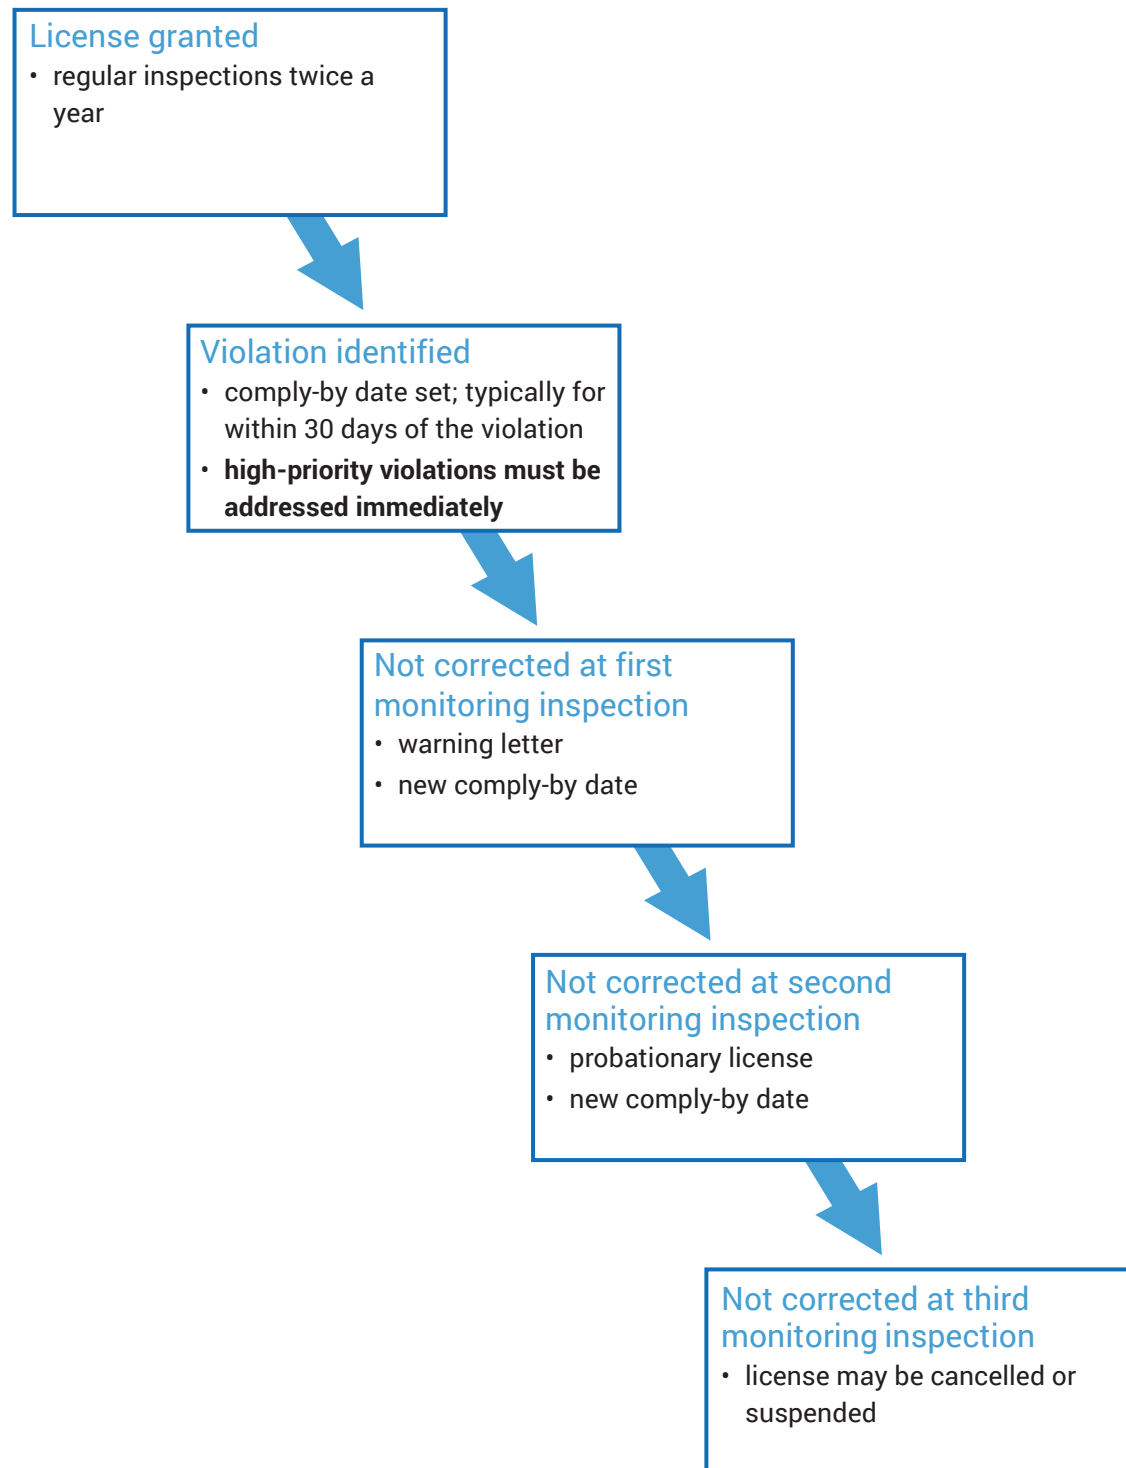 License granted
• regular inspections twice a
year
Violation identified
• comply-by date set; typically for
within 30 days of the violation
• high-priority violations must be
addressed immediately
Not corrected at first
monitoring inspection
• warning letter
• new comply-by date
Not corrected at second
monitoring inspection
• probationary license
• new comply-by date
Not corrected at third
monitoring inspection
• license may be cancelled or
suspended